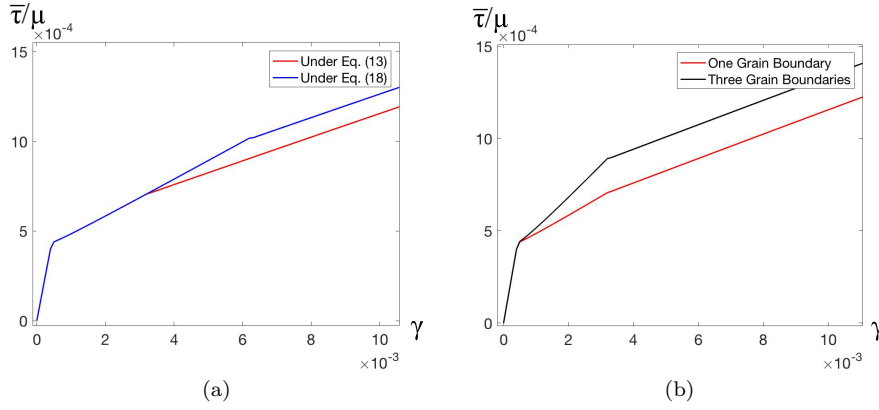 τ̅/μ
×10⁻⁴
15
10
5
0
0 2 4 6 8 10
×10⁻³
γ
Under Eq. (13)
Under Eq. (18)
(a)
τ̅/μ
×10⁻⁴
15
10
5
0
0 2 4 6 8 10
×10⁻³
γ
One Grain Boundary
Three Grain Boundaries
(b)